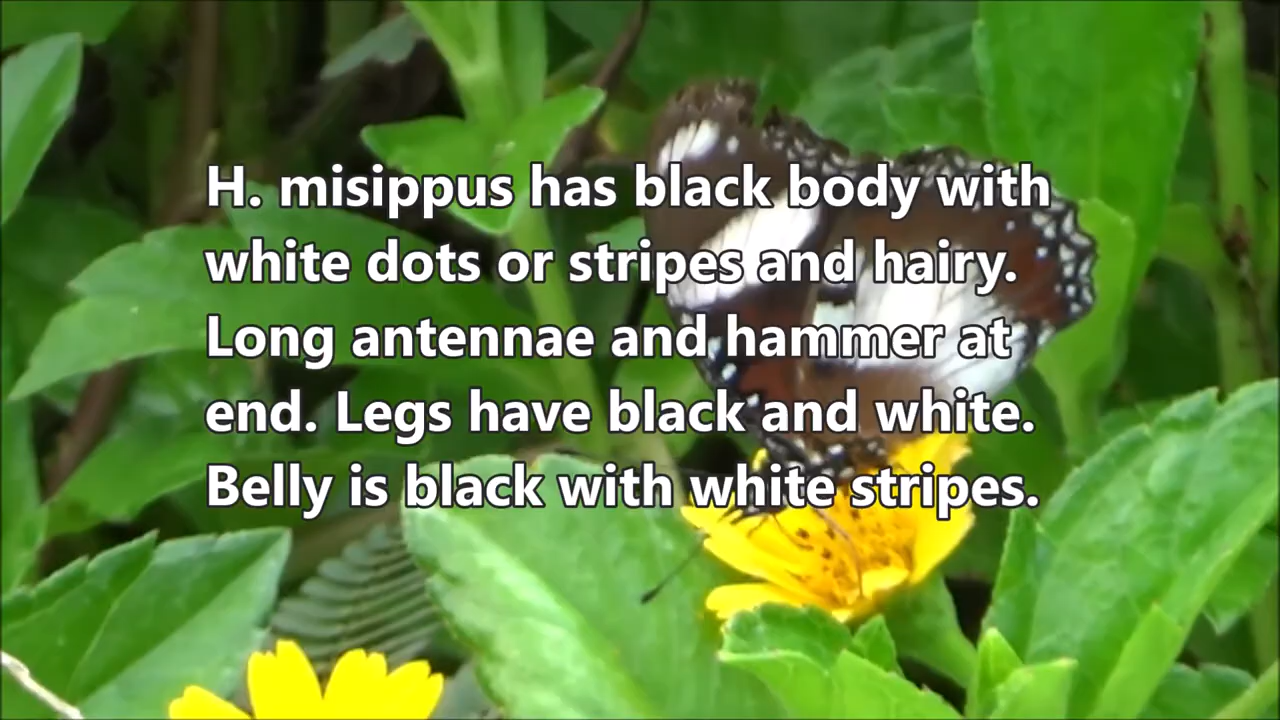 H. misippus has black body with
white dots or stripes and hairy.
Long antennae and hammer at
end. Legs have black and white.
Belly is black with white stripes.